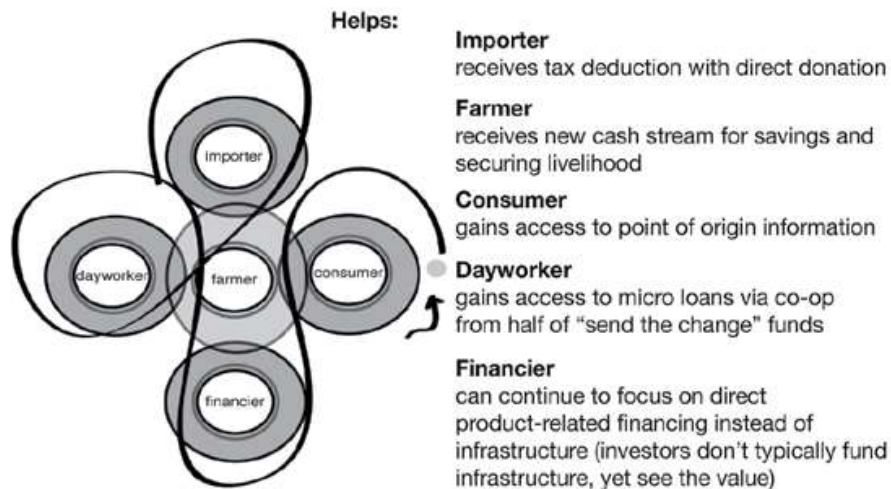 Helps:
importer
dayworker
farmer
consumer
financier
Importer
receives tax deduction with direct donation
Farmer
receives new cash stream for savings and
securing livelihood
Consumer
gains access to point of origin information
Dayworker
gains access to micro loans via co-op
from half of “send the change” funds
Financier
can continue to focus on direct
product-related financing instead of
infrastructure (investors don’t typically fund
infrastructure, yet see the value)